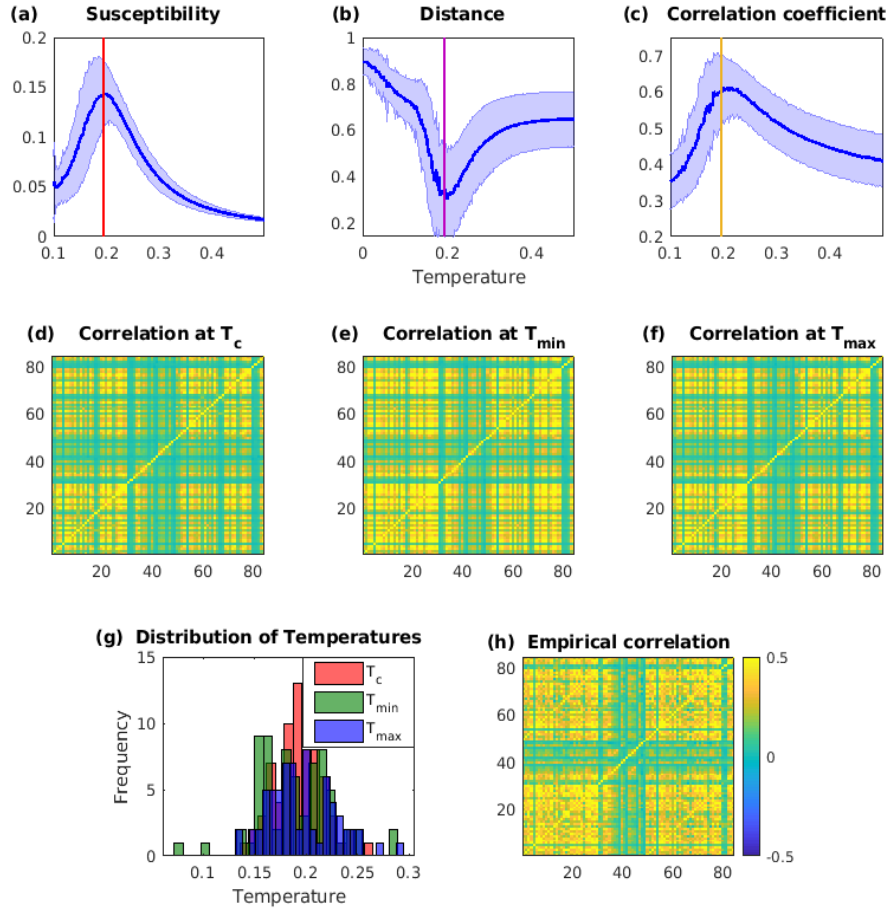 (a) Susceptibility
(b) Distance
(c) Correlation coefficient
0.2
0.15
0.1
0.05
0
0.1 0.2 0.3 0.4
1
0.8
0.6
0.4
0.2
0 0.2 0.4
Temperature
0.7
0.6
0.5
0.4
0.3
0.2
0.1 0.2 0.3 0.4
(d) Correlation at Tc
(e) Correlation at Tmin
(f) Correlation at Tmax
80
60
40
20
20 40 60 80
80
60
40
20
20 40 60 80
80
60
40
20
20 40 60 80
(g) Distribution of Temperatures
15
10
5
0
Frequency
Tc
Tmin
Tmax
0.1 0.15 0.2 0.25 0.3
Temperature
(h) Empirical correlation
80
60
40
20
20 40 60 80
0.5
0
-0.5